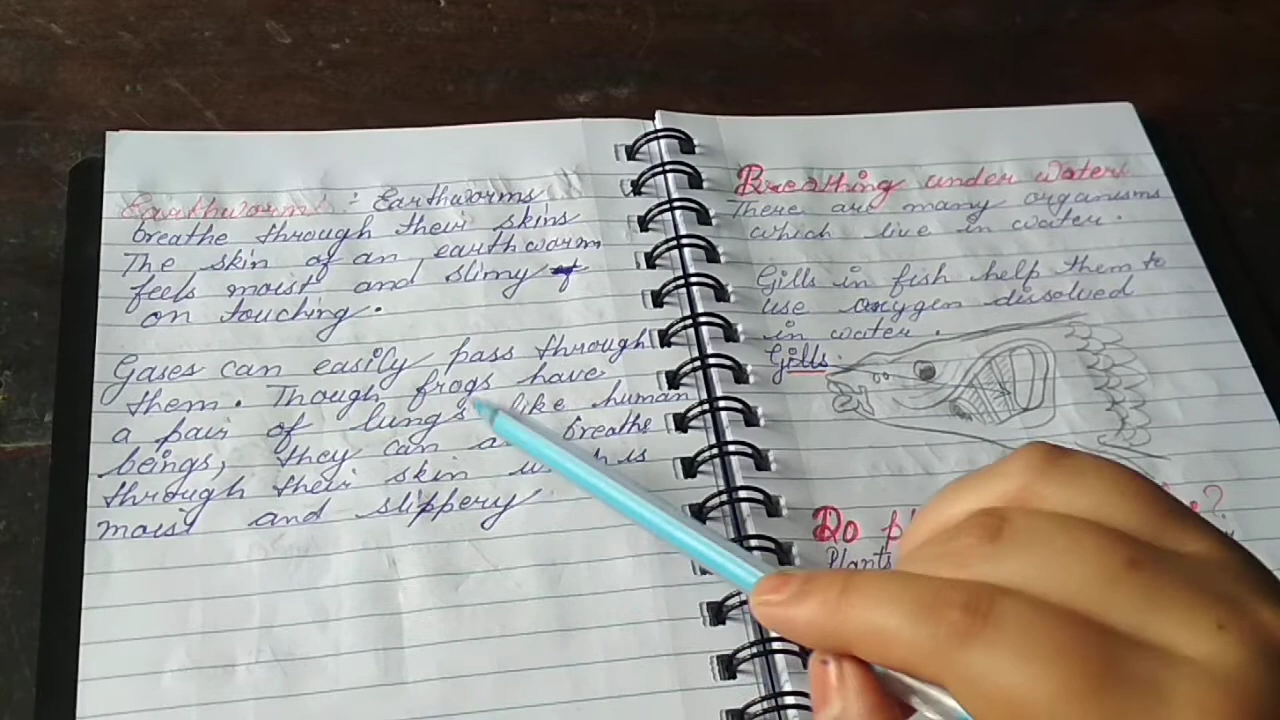 Earthworms : Earthworms
breathe through their skins
The skin of an earthworm
feels moist and slimy
on touching.
Gases can easily pass through
them. Though frogs have
a pair of lungs like human
beings, they can breathe
through their skin is
moist and slippery
Breathing under water
There are many organisms
which live in water.
Gills in fish help them to
use oxygen dissolved
in water.
Gills
Do ?
Plants